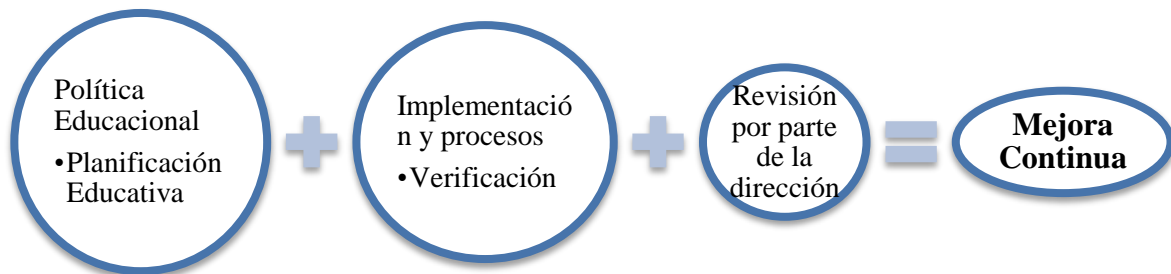 Política
Educacional
•Planificación
Educativa
Implementació
n y procesos
•Verificación
Revisión
por parte
de la
dirección
Mejora
Continua